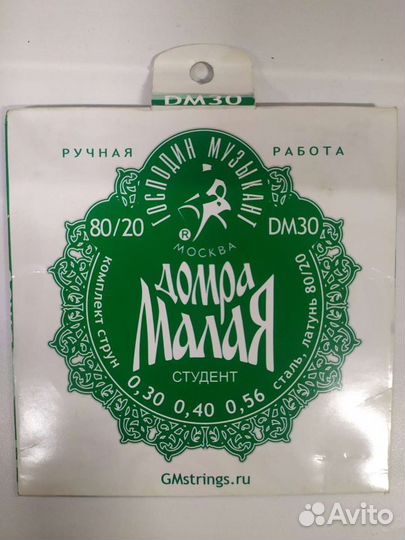 DM30
РУЧНАЯ РАБОТА
ГОСПОДИН МУЗЫКАНТ
®
МОСКВА
80/20 DM30
ДОМРА
МАЛАЯ
СТУДЕНТ
комплект струн
0,30 0,40 0,56
сталь, латунь 80/20
GMstrings.ru
Avito